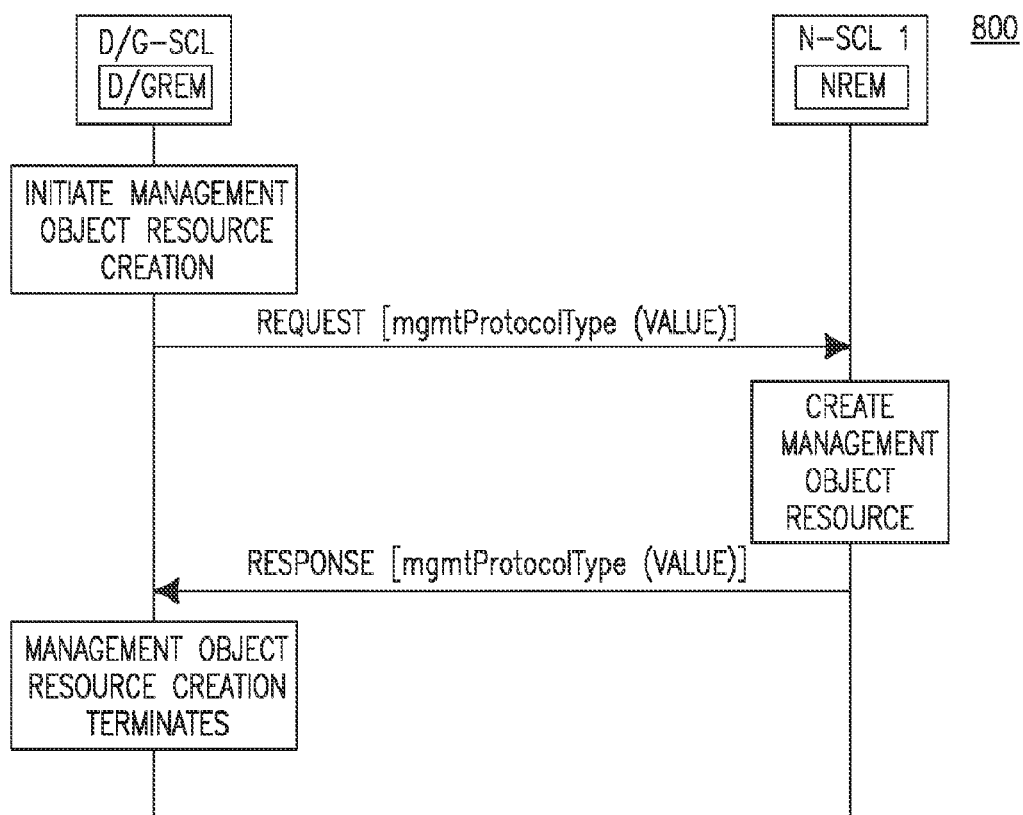 D/G-SCL
D/GREM
N-SCL 1
NREM
800
INITIATE MANAGEMENT
OBJECT RESOURCE
CREATION
REQUEST [mgmtProtocolType (VALUE)]
CREATE
MANAGEMENT
OBJECT
RESOURCE
RESPONSE [mgmtProtocolType (VALUE)]
MANAGEMENT OBJECT
RESOURCE CREATION
TERMINATES